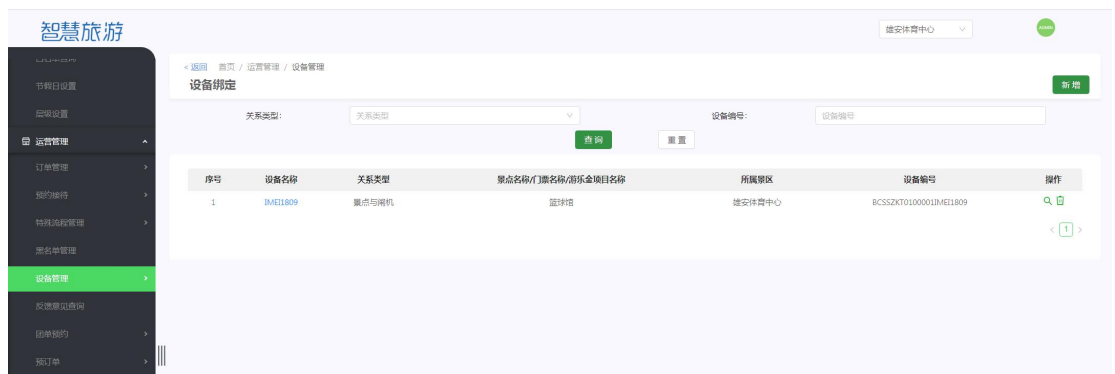 智慧旅游
雄安体育中心
ADMIN
节假日设置
层级设置
运营管理
订单管理
预约接待
特殊流程管理
黑名单管理
设备管理
反馈意见查询
团单预约
预订单
< 返回 首页 / 运营管理 / 设备管理
设备绑定
新 增
关系类型: 关系类型 设备编号: 设备编号
查 询 重 置
序号 设备名称 关系类型 景点名称/门票名称/游乐金项目名称 所属景区 设备编号 操作
1 IMEI1809 景点与闸机 篮球馆 雄安体育中心 BCSSZKT0100001IMEI1809
< 1 >